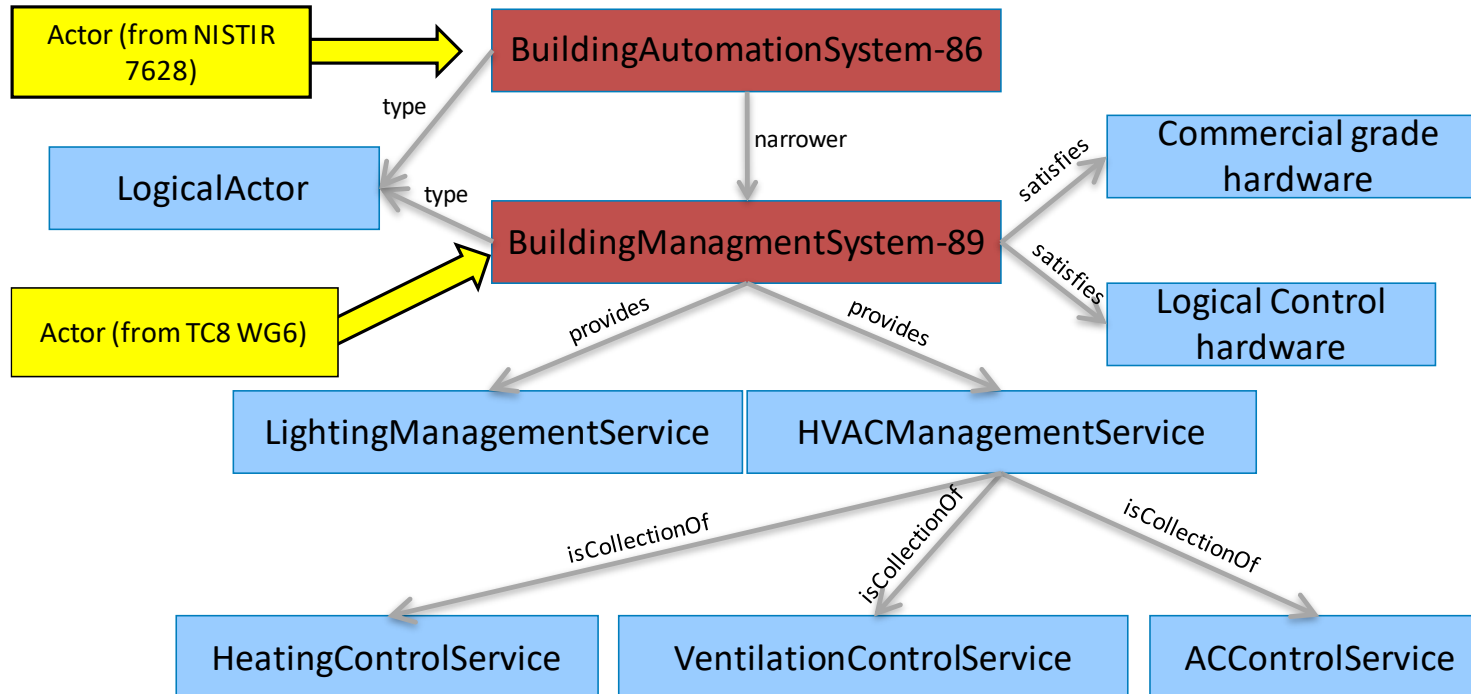 Actor (from NISTIR
7628)
BuildingAutomationSystem-86
type
narrower
LogicalActor
type
Commercial grade
hardware
satisfies
BuildingManagmentSystem-89
satisfies
Actor (from TC8 WG6)
Logical Control
hardware
provides
provides
LightingManagementService
HVACManagementService
isCollectionOf
isCollectionOf
isCollectionOf
HeatingControlService
VentilationControlService
ACControlService